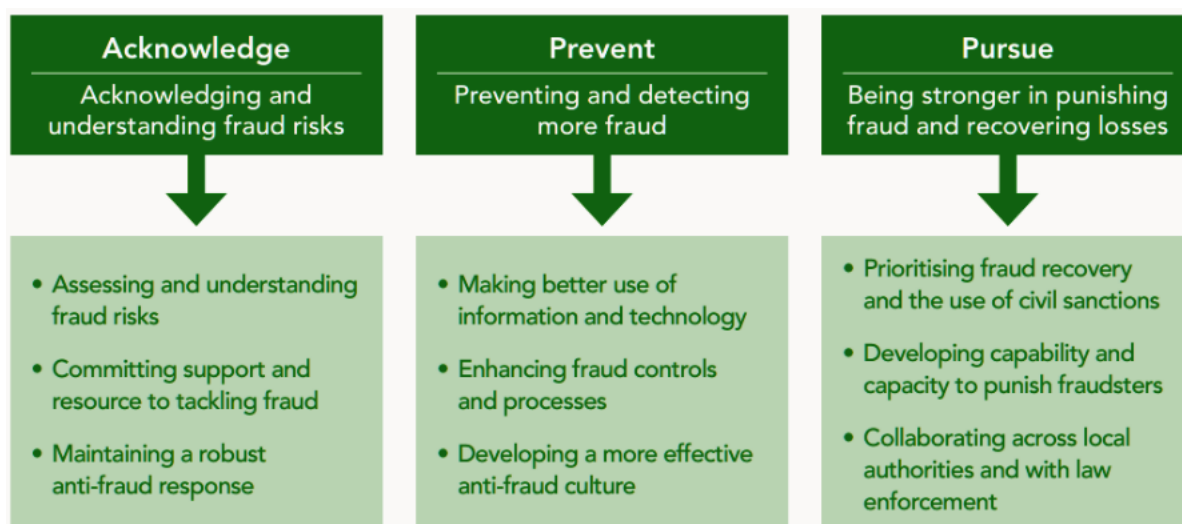 Acknowledge
Acknowledging and
understanding fraud risks
• Assessing and understanding
fraud risks
• Committing support and
resource to tackling fraud
• Maintaining a robust
anti-fraud response
Prevent
Preventing and detecting
more fraud
• Making better use of
information and technology
• Enhancing fraud controls
and processes
• Developing a more effective
anti-fraud culture
Pursue
Being stronger in punishing
fraud and recovering losses
• Prioritising fraud recovery
and the use of civil sanctions
• Developing capability and
capacity to punish fraudsters
• Collaborating across local
authorities and with law
enforcement